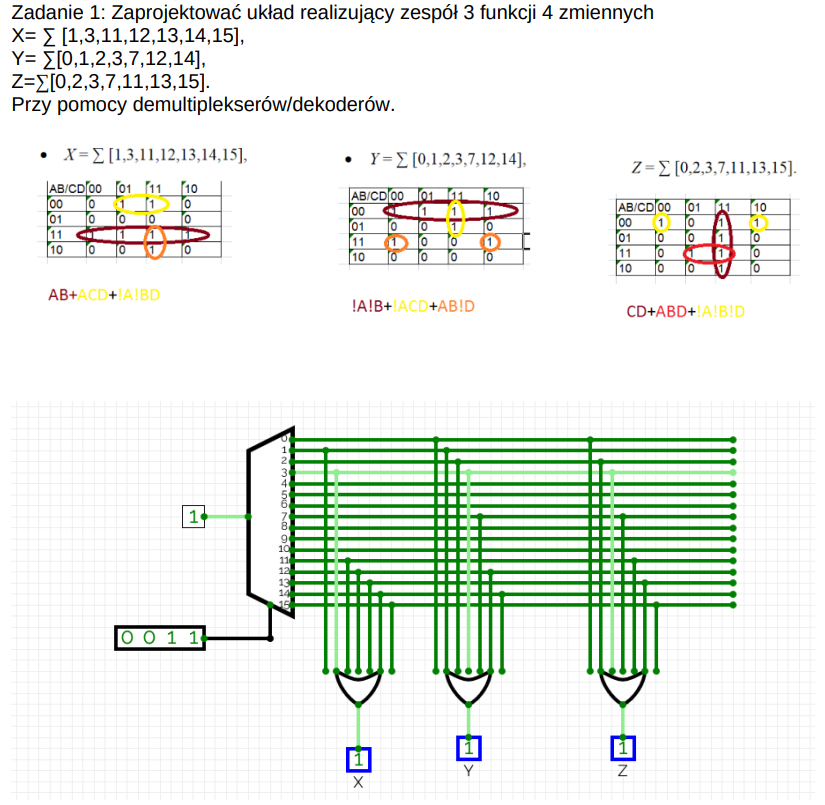 Zadanie 1: Zaprojektować układ realizujący zespół 3 funkcji 4 zmiennych
X= ∑ [1,3,11,12,13,14,15],
Y= ∑[0,1,2,3,7,12,14],
Z=∑[0,2,3,7,11,13,15].
Przy pomocy demultiplekserów/dekoderów.
• X = ∑ [1,3,11,12,13,14,15],
AB/CD 00 01 11 10
00 0 1 1 0
01 0 0 0 0
11 1 1 1 1
10 0 0 1 0
AB+ACD+!A!BD
• Y = ∑ [0,1,2,3,7,12,14],
AB/CD 00 01 11 10
00 1 1 1 1
01 0 0 1 0
11 1 0 0 1
10 0 0 0 0
!A!B+!ACD+AB!D
Z = ∑ [0,2,3,7,11,13,15].
AB/CD 00 01 11 10
00 1 0 1 1
01 0 0 1 0
11 0 1 1 0
10 0 0 1 0
CD+ABD+!A!B!D
0
1
2
3
4
5
6
7
8
9
10
11
12
13
14
15
1
0 0 1 1
1
X
1
Y
1
Z